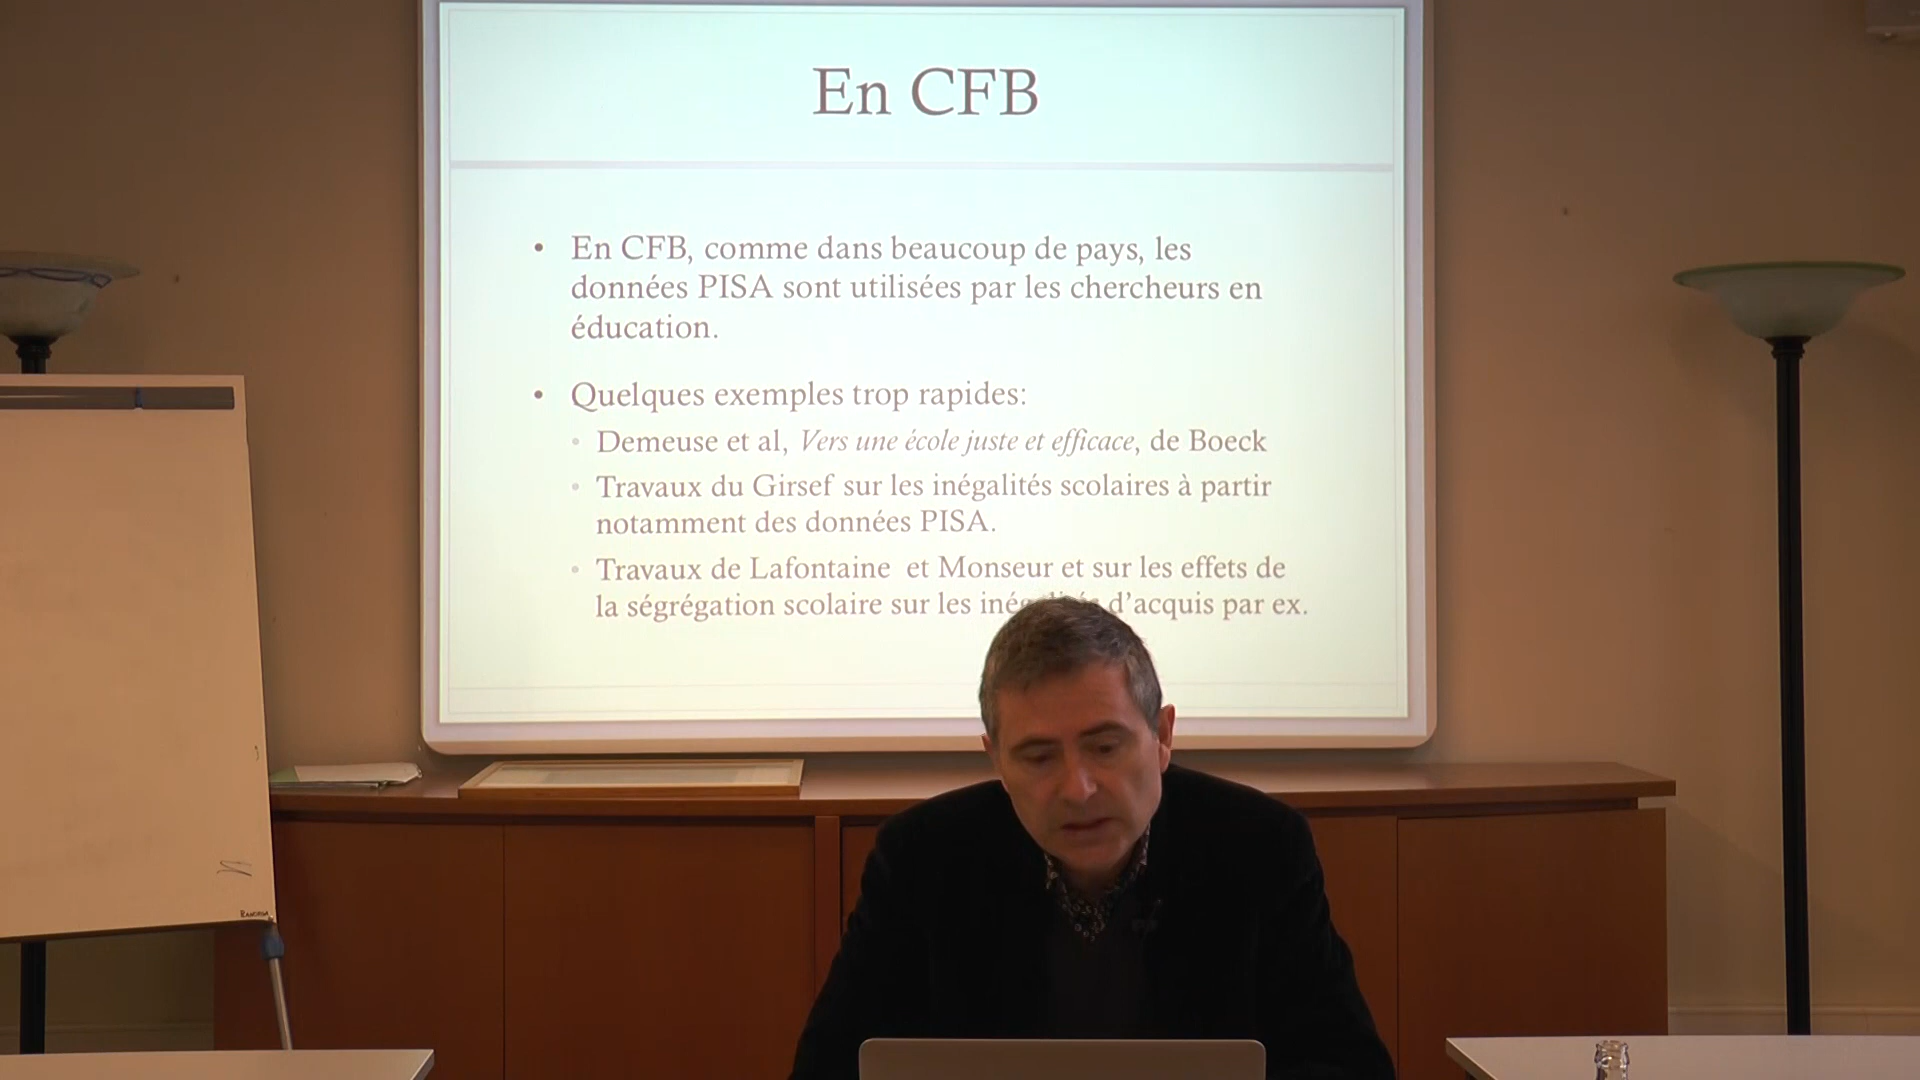 En CFB
• En CFB, comme dans beaucoup de pays, les
données PISA sont utilisées par les chercheurs en
éducation.
• Quelques exemples trop rapides:
• Demeuse et al, Vers une école juste et efficace, de Boeck
• Travaux du Girsef sur les inégalités scolaires à partir
notamment des données PISA.
• Travaux de Lafontaine et Monseur et sur les effets de
la ségrégation scolaire sur les d'acquis par ex.